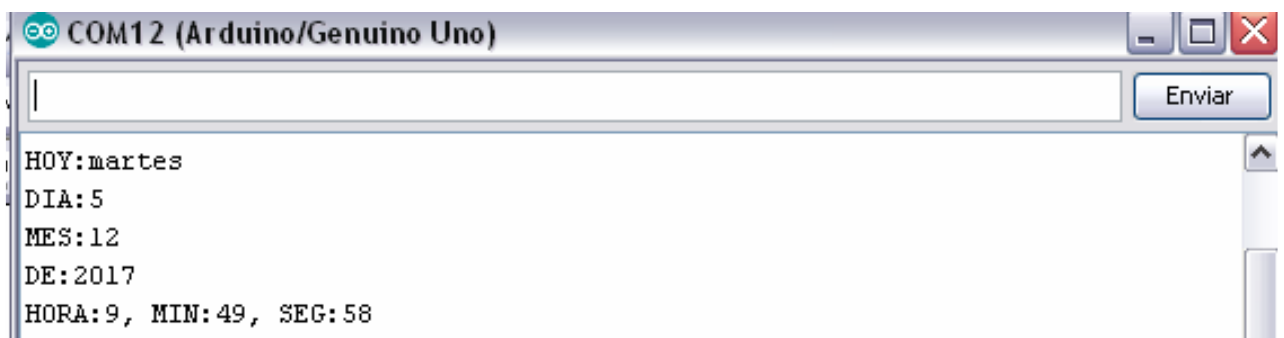 COM12 (Arduino/Genuino Uno)
Enviar
HOY:martes
DIA:5
MES:12
DE:2017
HORA:9, MIN:49, SEG:58